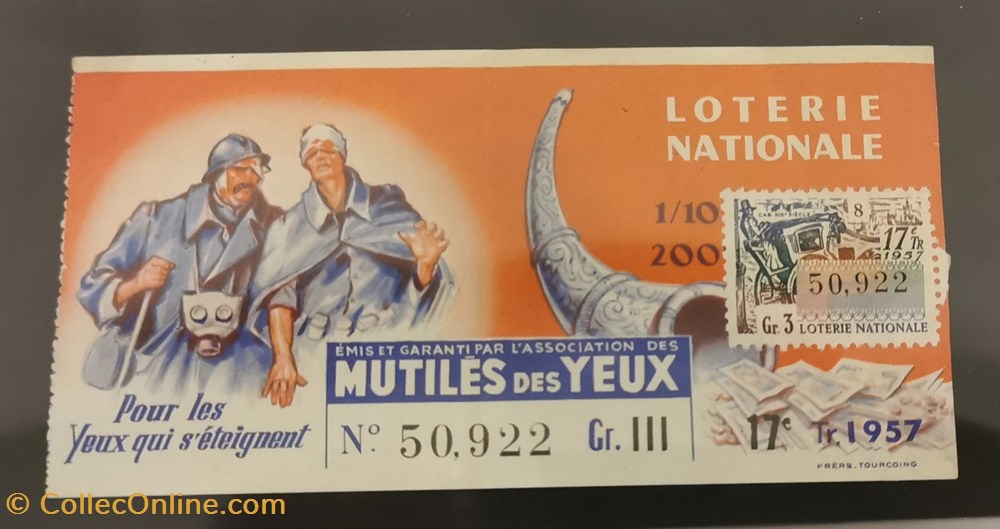 LOTERIE
NATIONALE
1/10
200
CAB XIXe SIÈCLE
8
17e TR
1957
50,922
Gr. 3 LOTERIE NATIONALE
ÉMIS ET GARANTI PAR L'ASSOCIATION DES
MUTILÉS DES YEUX
Pour les
Yeux qui s'éteignent
No 50,922 Gr. III
17e Tr. 1957
FRÈRE. TOURCOING
© CollecOnline.com